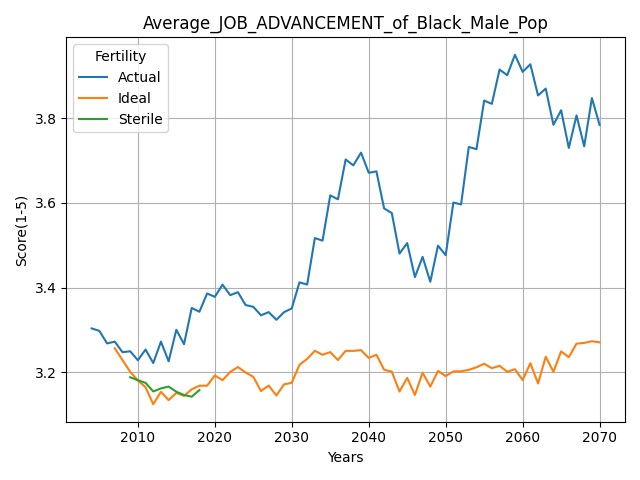 Average_JOB_ADVANCEMENT_of_Black_Male_Pop
Fertility
Actual
Ideal
Sterile
Score(1-5)
3.8
3.6
3.4
3.2
2010 2020 2030 2040 2050 2060 2070
Years